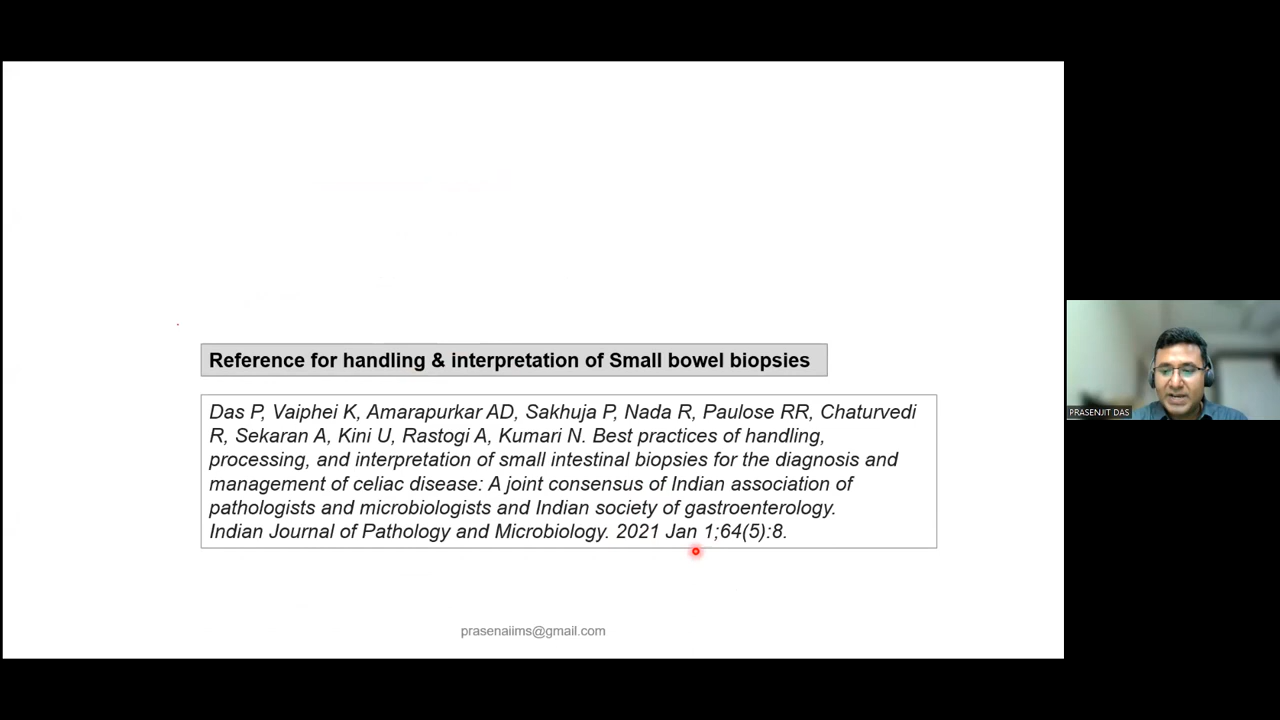 Reference for handling & interpretation of Small bowel biopsies
Das P, Vaiphei K, Amarapurkar AD, Sakhuja P, Nada R, Paulose RR, Chaturvedi
R, Sekaran A, Kini U, Rastogi A, Kumari N. Best practices of handling,
processing, and interpretation of small intestinal biopsies for the diagnosis and
management of celiac disease: A joint consensus of Indian association of
pathologists and microbiologists and Indian society of gastroenterology.
Indian Journal of Pathology and Microbiology. 2021 Jan 1;64(5):8.
PRASENJIT DAS
prasenaiims@gmail.com